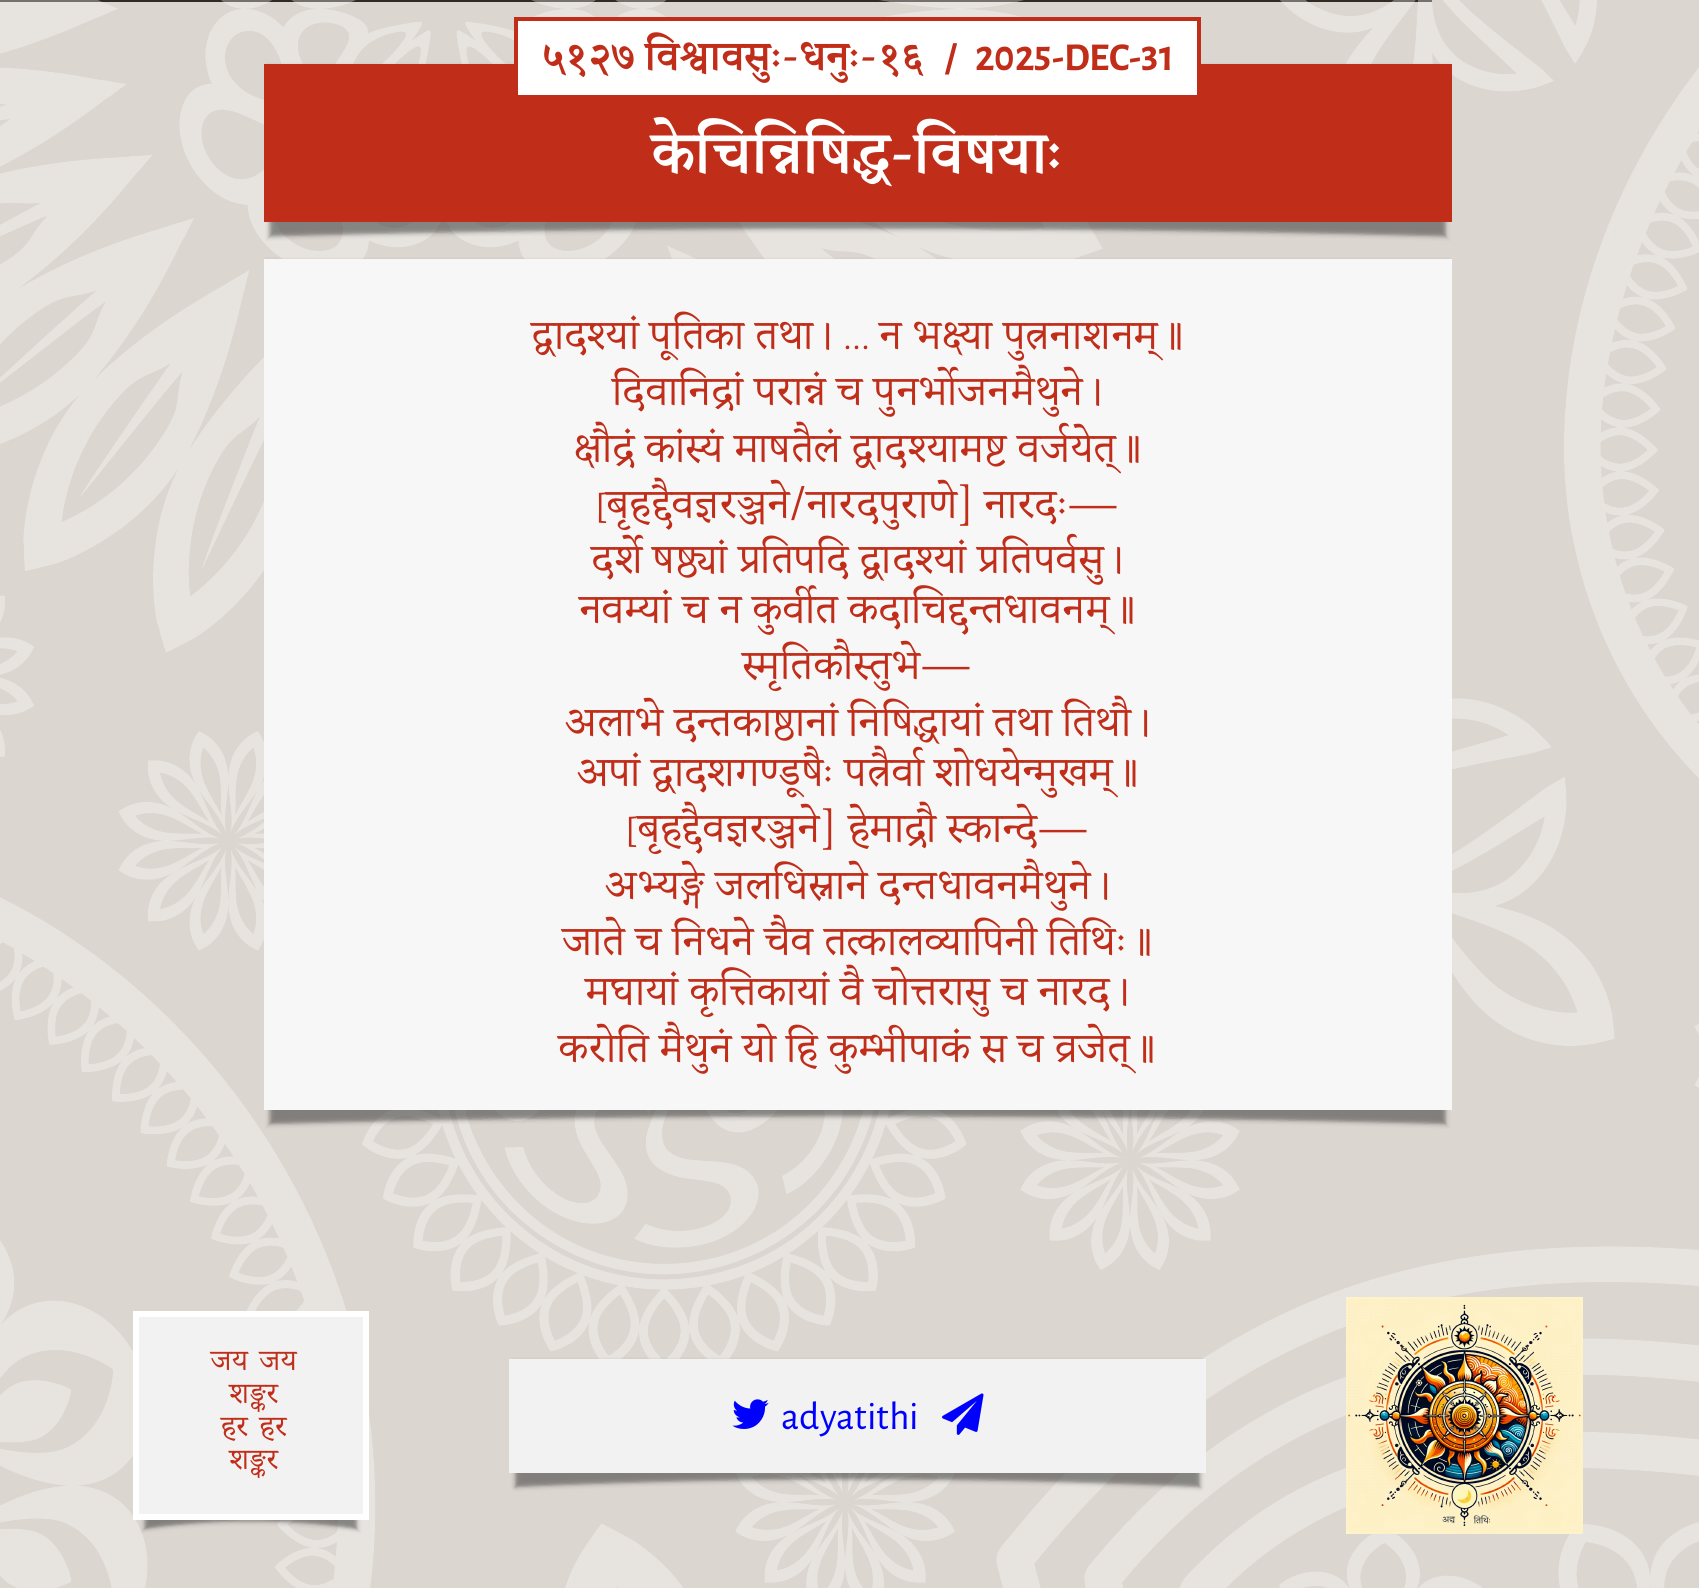 ५१२७ विश्वावसुः-धनुः-१६ / 2025-DEC-31
केचिन्निषिद्ध-विषयाः
द्वादश्यां पूतिका तथा। … न भक्ष्या पुत्रनाशनम्॥
दिवानिद्रां परान्नं च पुनर्भोजनमैथुने।
क्षौद्रं कांस्यं माषतैलं द्वादश्यामष्ट वर्जयेत्॥
[बृहद्दैवज्ञरञ्जने/नारदपुराणे] नारदः—
दर्शे षष्ठ्यां प्रतिपदि द्वादश्यां प्रतिपर्वसु।
नवम्यां च न कुर्वीत कदाचिद्दन्तधावनम्॥
स्मृतिकौस्तुभे—
अलाभे दन्तकाष्ठानां निषिद्धायां तथा तिथौ।
अपां द्वादशगण्डूषैः पत्रैर्वा शोधयेन्मुखम्॥
[बृहद्दैवज्ञरञ्जने] हेमाद्रौ स्कान्दे—
अभ्यङ्गे जलधिस्नाने दन्तधावनमैथुने।
जाते च निधने चैव तत्कालव्यापिनी तिथिः॥
मघायां कृत्तिकायां वै चोत्तरासु च नारद।
करोति मैथुनं यो हि कुम्भीपाकं स च व्रजेत्॥
जय जय
शङ्कर
हर हर
शङ्कर
adyatithi
अद्य तिथिः